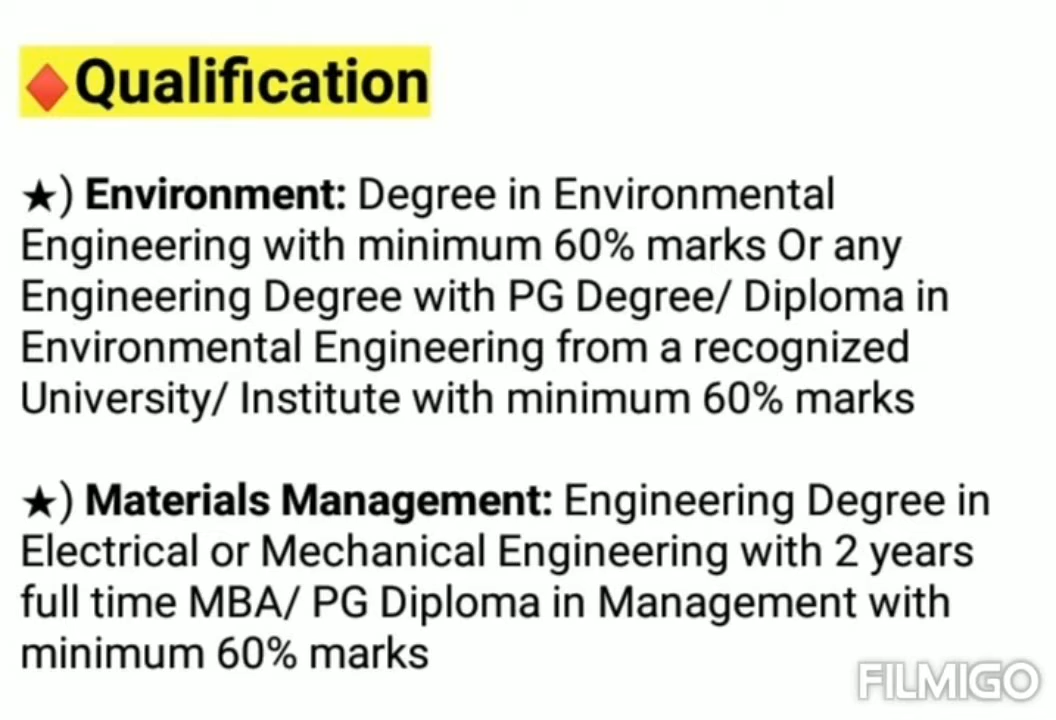 ♦Qualification
★) Environment: Degree in Environmental
Engineering with minimum 60% marks Or any
Engineering Degree with PG Degree/ Diploma in
Environmental Engineering from a recognized
University/ Institute with minimum 60% marks
★) Materials Management: Engineering Degree in
Electrical or Mechanical Engineering with 2 years
full time MBA/ PG Diploma in Management with
minimum 60% marks
FILMIGO